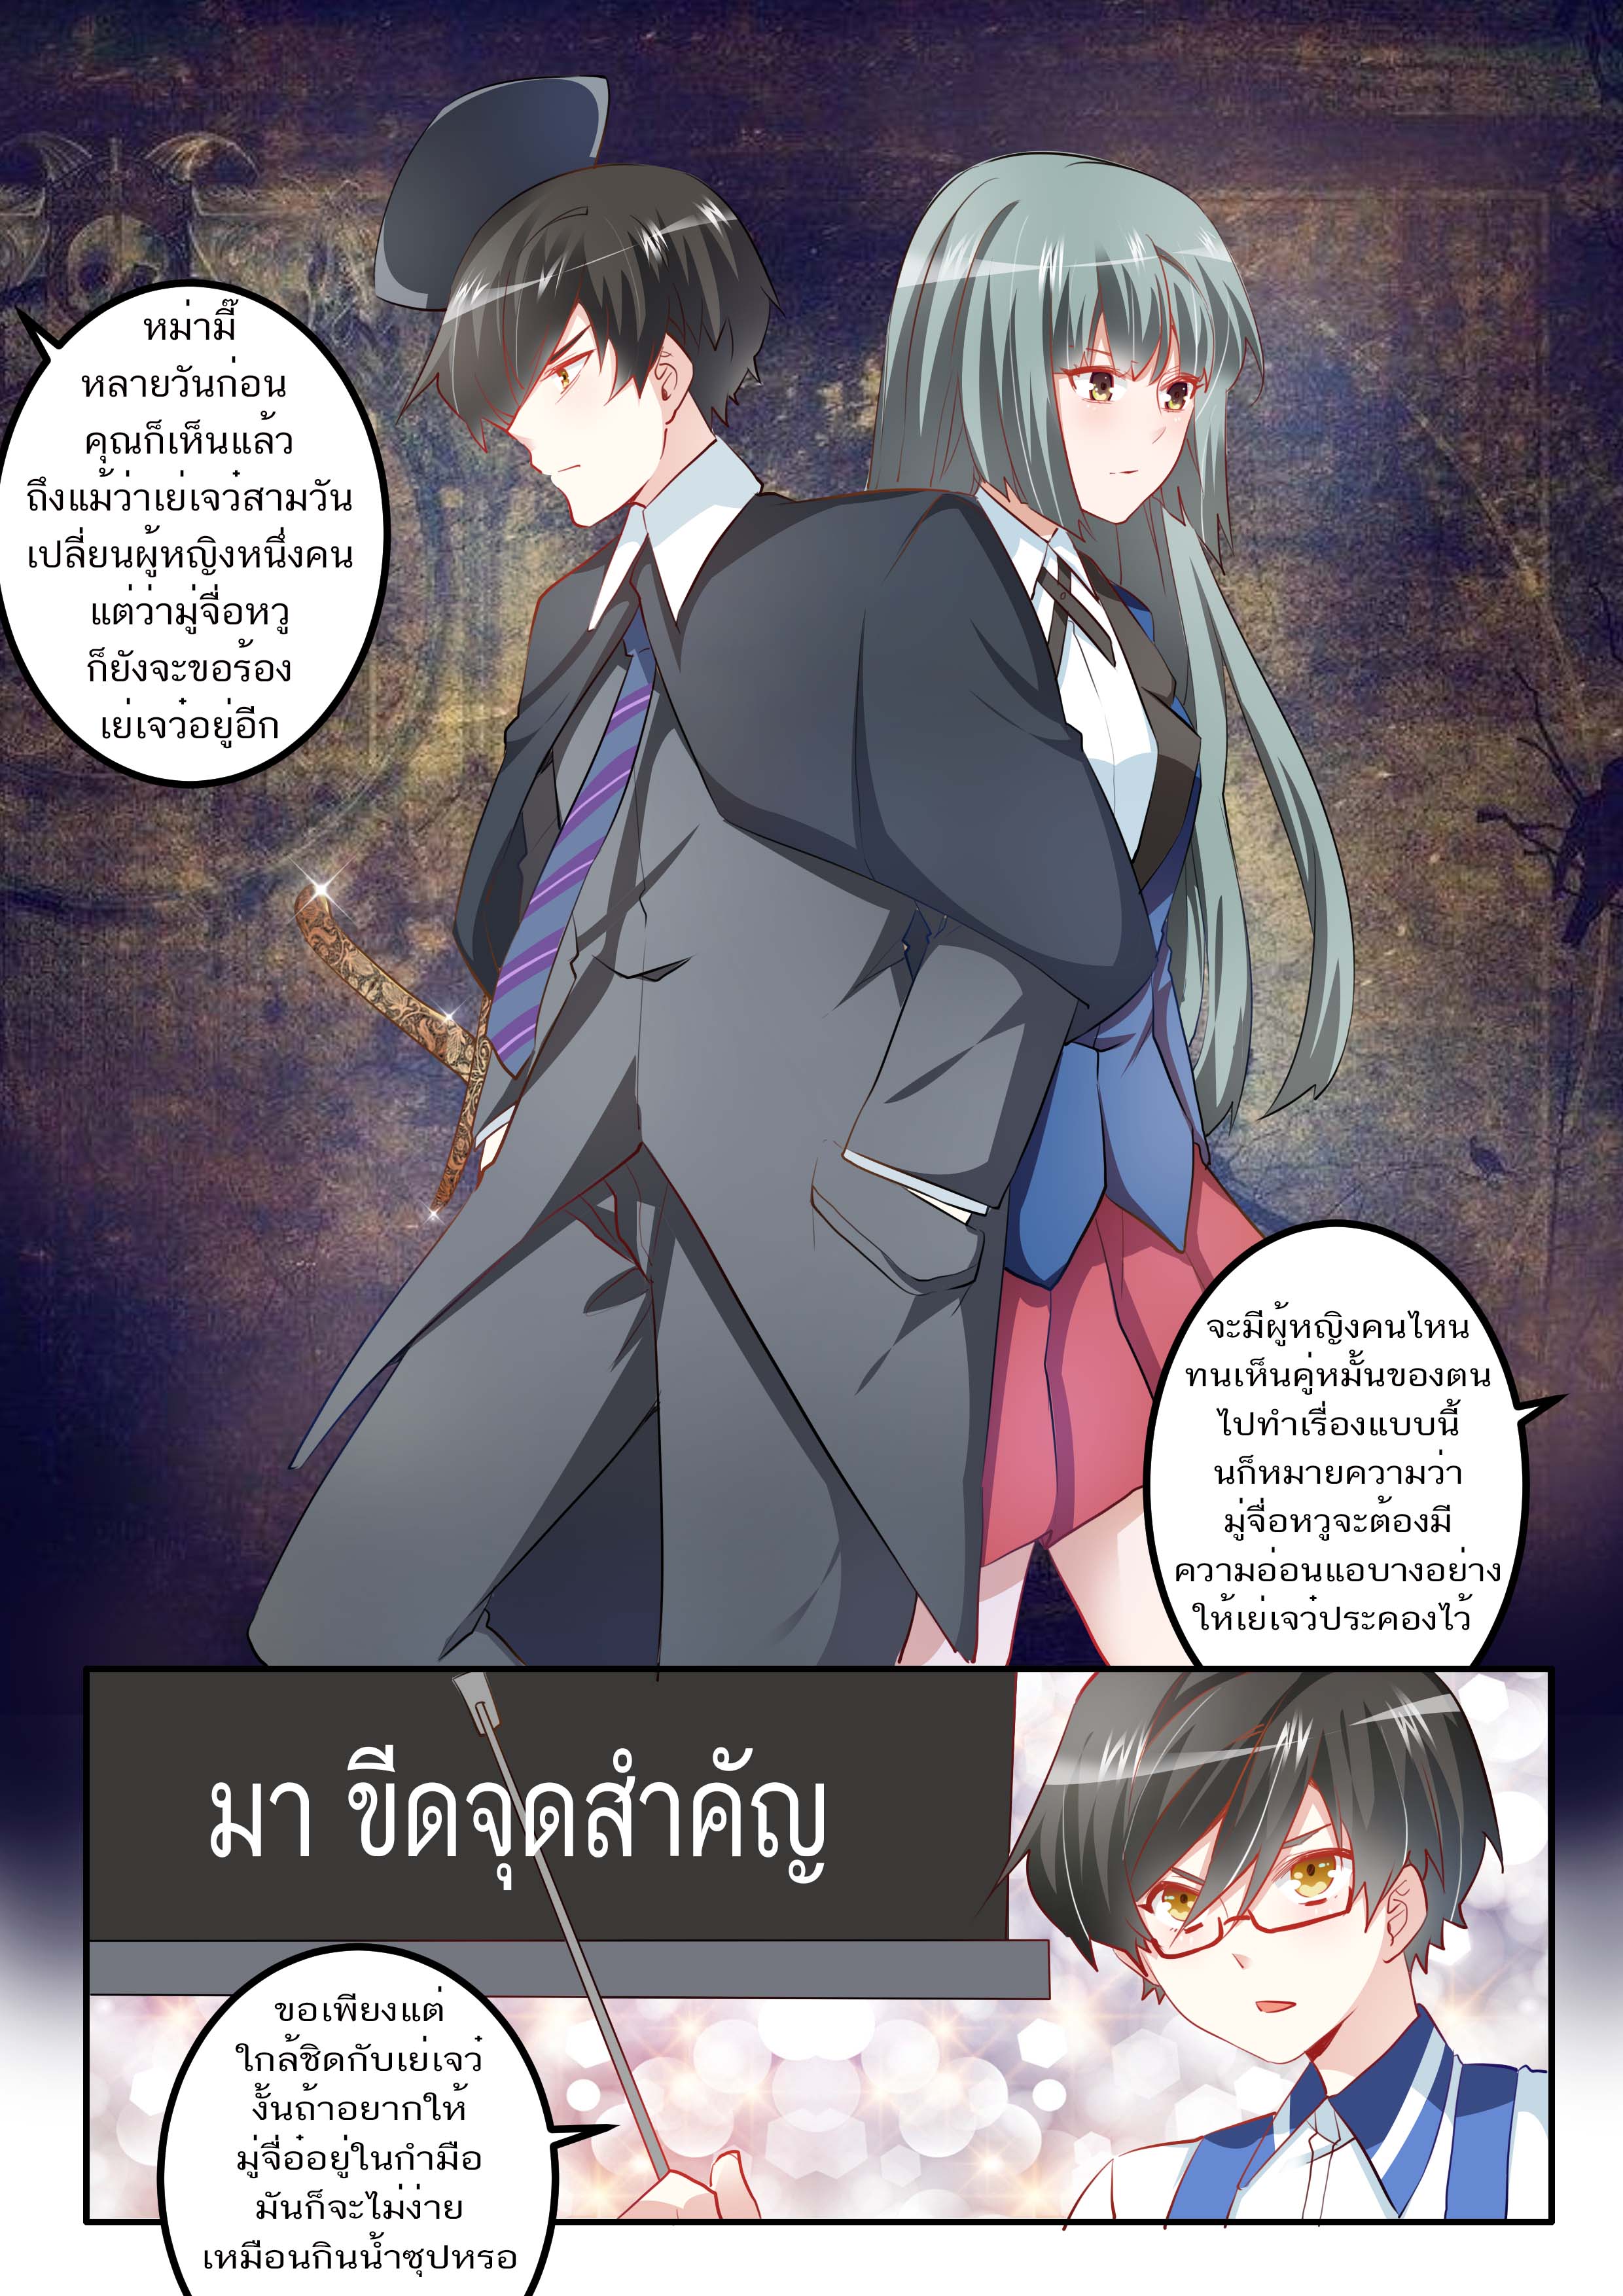 หม่ามี๊
หลายวันก่อน
คุณก็เห็นแล้ว
ถึงแม้ว่าเย่เจว๋สามวัน
เปลี่ยนผู้หญิงหนึ่งคน
แต่ว่ามู่จื่อหวู
ก็ยังจะขอร้อง
เย่เจว๋อยู่อีก
จะมีผู้หญิงคนไหน
ทนเห็นคู่หมั้นของตน
ไปทำเรื่องแบบนี้
นก็หมายความว่า
มู่จื่อหวูจะต้องมี
ความอ่อนแอบางอย่าง
ให้เย่เจว๋ประคองไว้
มา ขีดจุดสำคัญ
ขอเพียงแต่
ใกล้ชิดกับเย่เจว๋
งั้นถ้าอยากให้
มู่จื่อ๋อยู่ในกำมือ
มันก็จะไม่ง่าย
เหมือนกินน้ำซุปหรอ